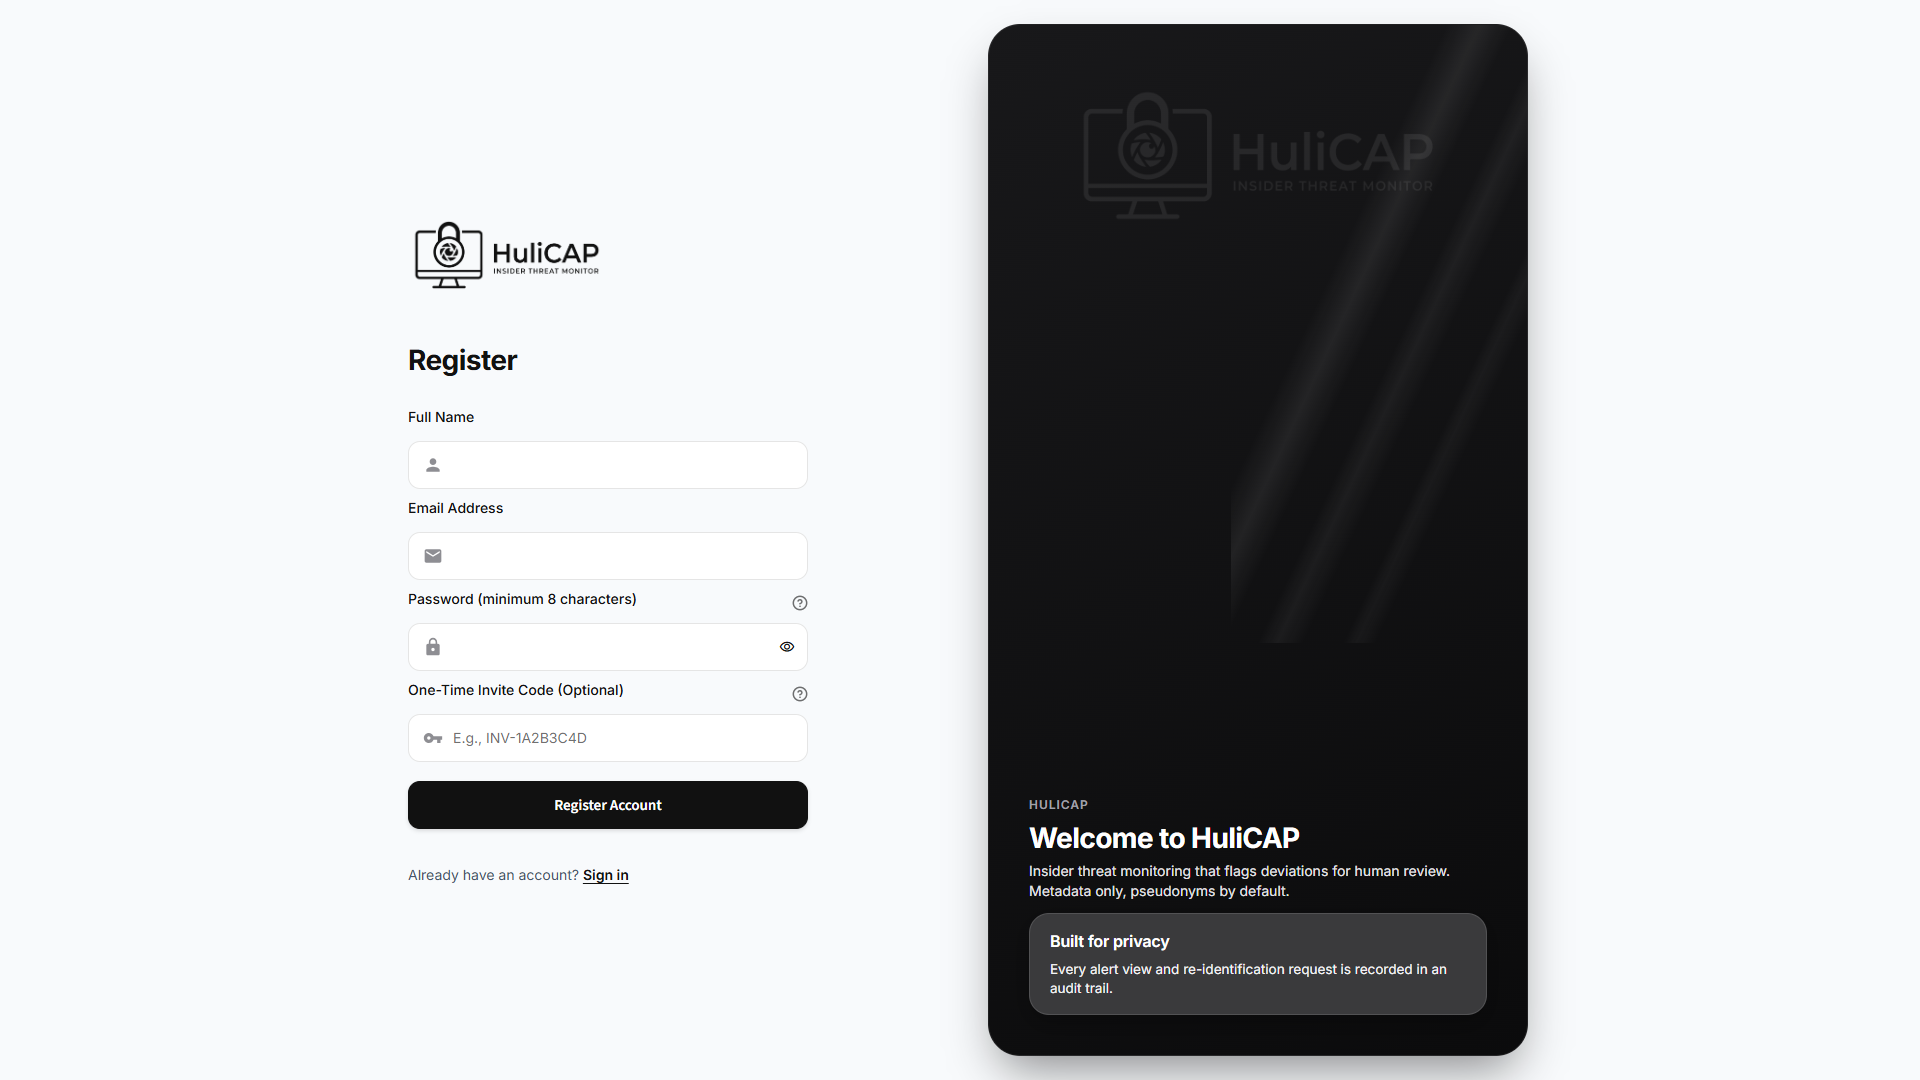 HuliCAP
INSIDER THREAT MONITOR
Register
Full Name
Email Address
Password (minimum 8 characters)
One-Time Invite Code (Optional)
E.g., INV-1A2B3C4D
Register Account
Already have an account? Sign in
HuliCAP
INSIDER THREAT MONITOR
HULICAP
Welcome to HuliCAP
Insider threat monitoring that flags deviations for human review.
Metadata only, pseudonyms by default.
Built for privacy
Every alert view and re-identification request is recorded in an
audit trail.